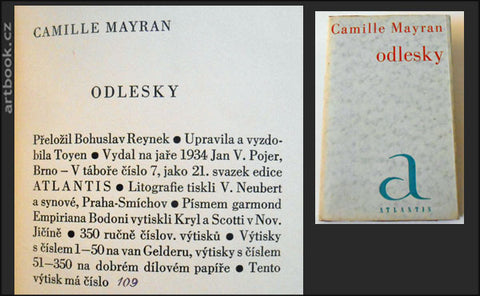 artbook.cz
CAMILLE MAYRAN
ODLESKY
Přeložil Bohuslav Reynek ● Upravila a vyzdo-
bila Toyen ● Vydal na jaře 1934 Jan V. Pojer,
Brno – V táboře číslo 7, jako 21. svazek edice
ATLANTIS ● Litografie tiskli V. Neubert
a synové, Praha-Smíchov ● Písmem garmond
Empiriana Bodoni vytiskli Kryl a Scotti v Nov.
Jičíně ● 350 ručně číslov. výtisků ● Výtisky
s číslem 1–50 na van Gelderu, výtisky s číslem
51–350 na dobrém dílovém papíře ● Tento
výtisk má číslo 109
Camille Mayran
odlesky
a
ATLANTIS